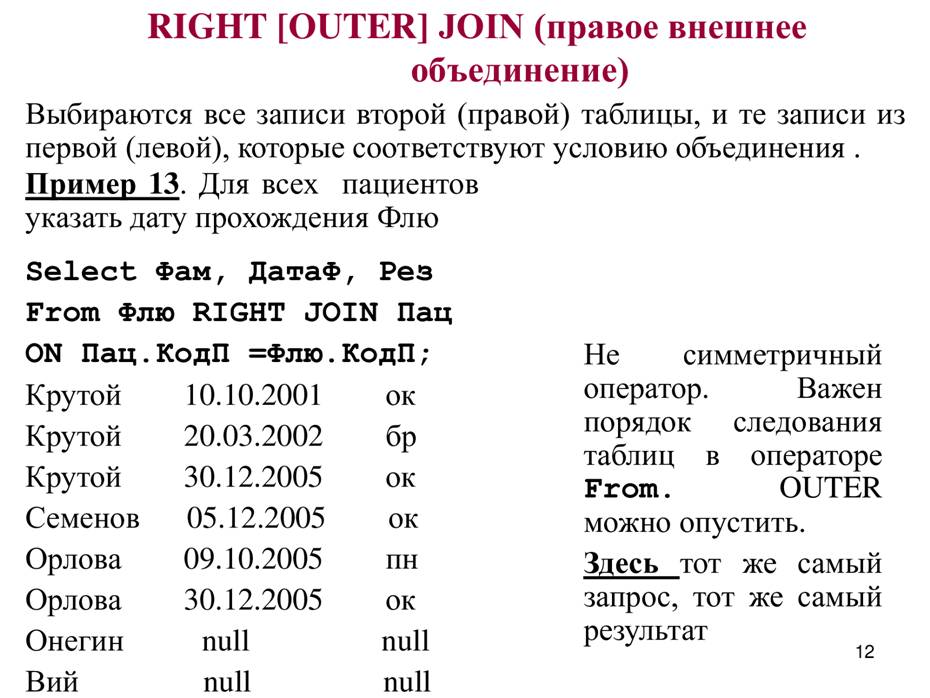 RIGHT [OUTER] JOIN (правое внешнее
объединение)
Выбираются все записи второй (правой) таблицы, и те записи из
первой (левой), которые соответствуют условию объединения .
Пример 13. Для всех пациентов
указать дату прохождения Флю
Select Фам, ДатаФ, Рез
From Флю RIGHT JOIN Пац
ON Пац.КодП =Флю.КодП;
Крутой 10.10.2001 ок
Крутой 20.03.2002 бр
Крутой 30.12.2005 ок
Семенов 05.12.2005 ок
Орлова 09.10.2005 пн
Орлова 30.12.2005 ок
Онегин null null
Вий null null
Не симметричный
оператор. Важен
порядок следования
таблиц в операторе
From. OUTER
можно опустить.
Здесь тот же самый
запрос, тот же самый
результат
12